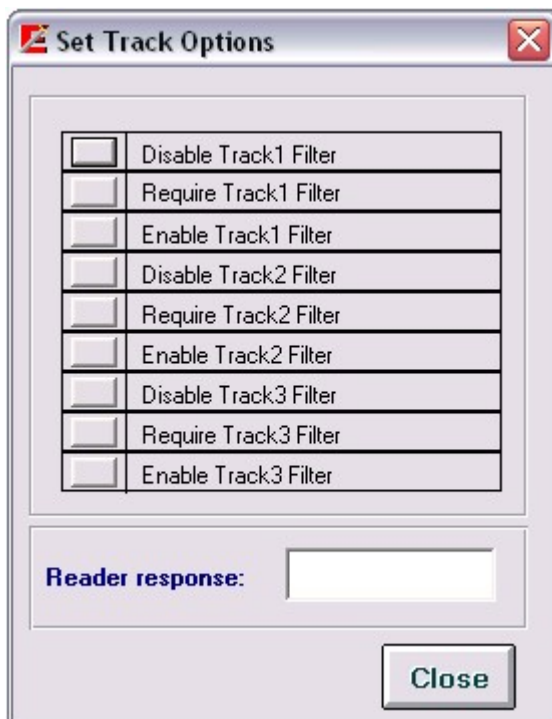 Set Track Options
Disable Track1 Filter
Require Track1 Filter
Enable Track1 Filter
Disable Track2 Filter
Require Track2 Filter
Enable Track2 Filter
Disable Track3 Filter
Require Track3 Filter
Enable Track3 Filter
Reader response:
Close